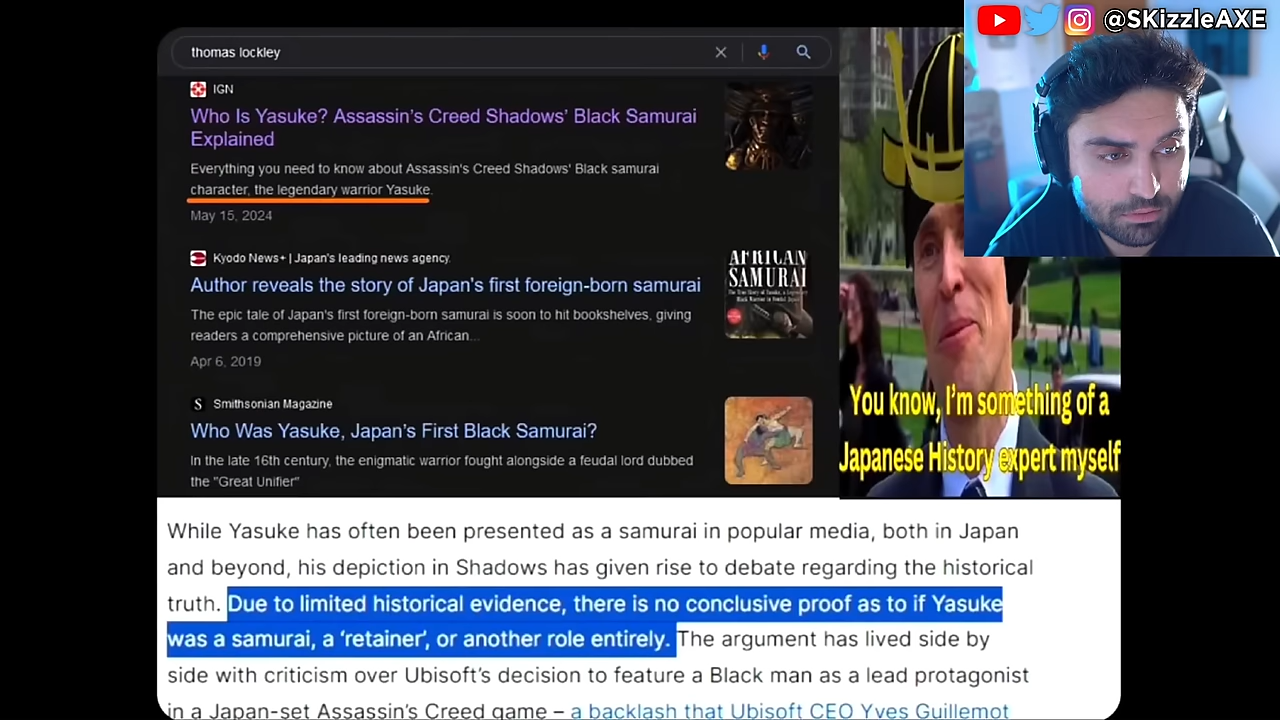 @SKizzleAXE
thomas lockley
IGN
Who Is Yasuke? Assassin's Creed Shadows' Black Samurai
Explained
Everything you need to know about Assassin's Creed Shadows' Black samurai
character, the legendary warrior Yasuke.
May 15, 2024
Kyodo News+ | Japan's leading news agency.
Author reveals the story of Japan's first foreign-born samurai
The epic tale of Japan's first foreign-born samurai is soon to hit bookshelves, giving
readers a comprehensive picture of an African...
Apr 6, 2019
AFRICAN
SAMURAI
S Smithsonian Magazine
Who Was Yasuke, Japan's First Black Samurai?
In the late 16th century, the enigmatic warrior fought alongside a feudal lord dubbed
the "Great Unifier"
You know, I'm something of a
Japanese History expert myself
While Yasuke has often been presented as a samurai in popular media, both in Japan
and beyond, his depiction in Shadows has given rise to debate regarding the historical
truth. Due to limited historical evidence, there is no conclusive proof as to if Yasuke
was a samurai, a 'retainer', or another role entirely. The argument has lived side by
side with criticism over Ubisoft's decision to feature a Black man as a lead protagonist
in a Japan-set Assassin's Creed game – a backlash that Ubisoft CEO Yves Guillemot